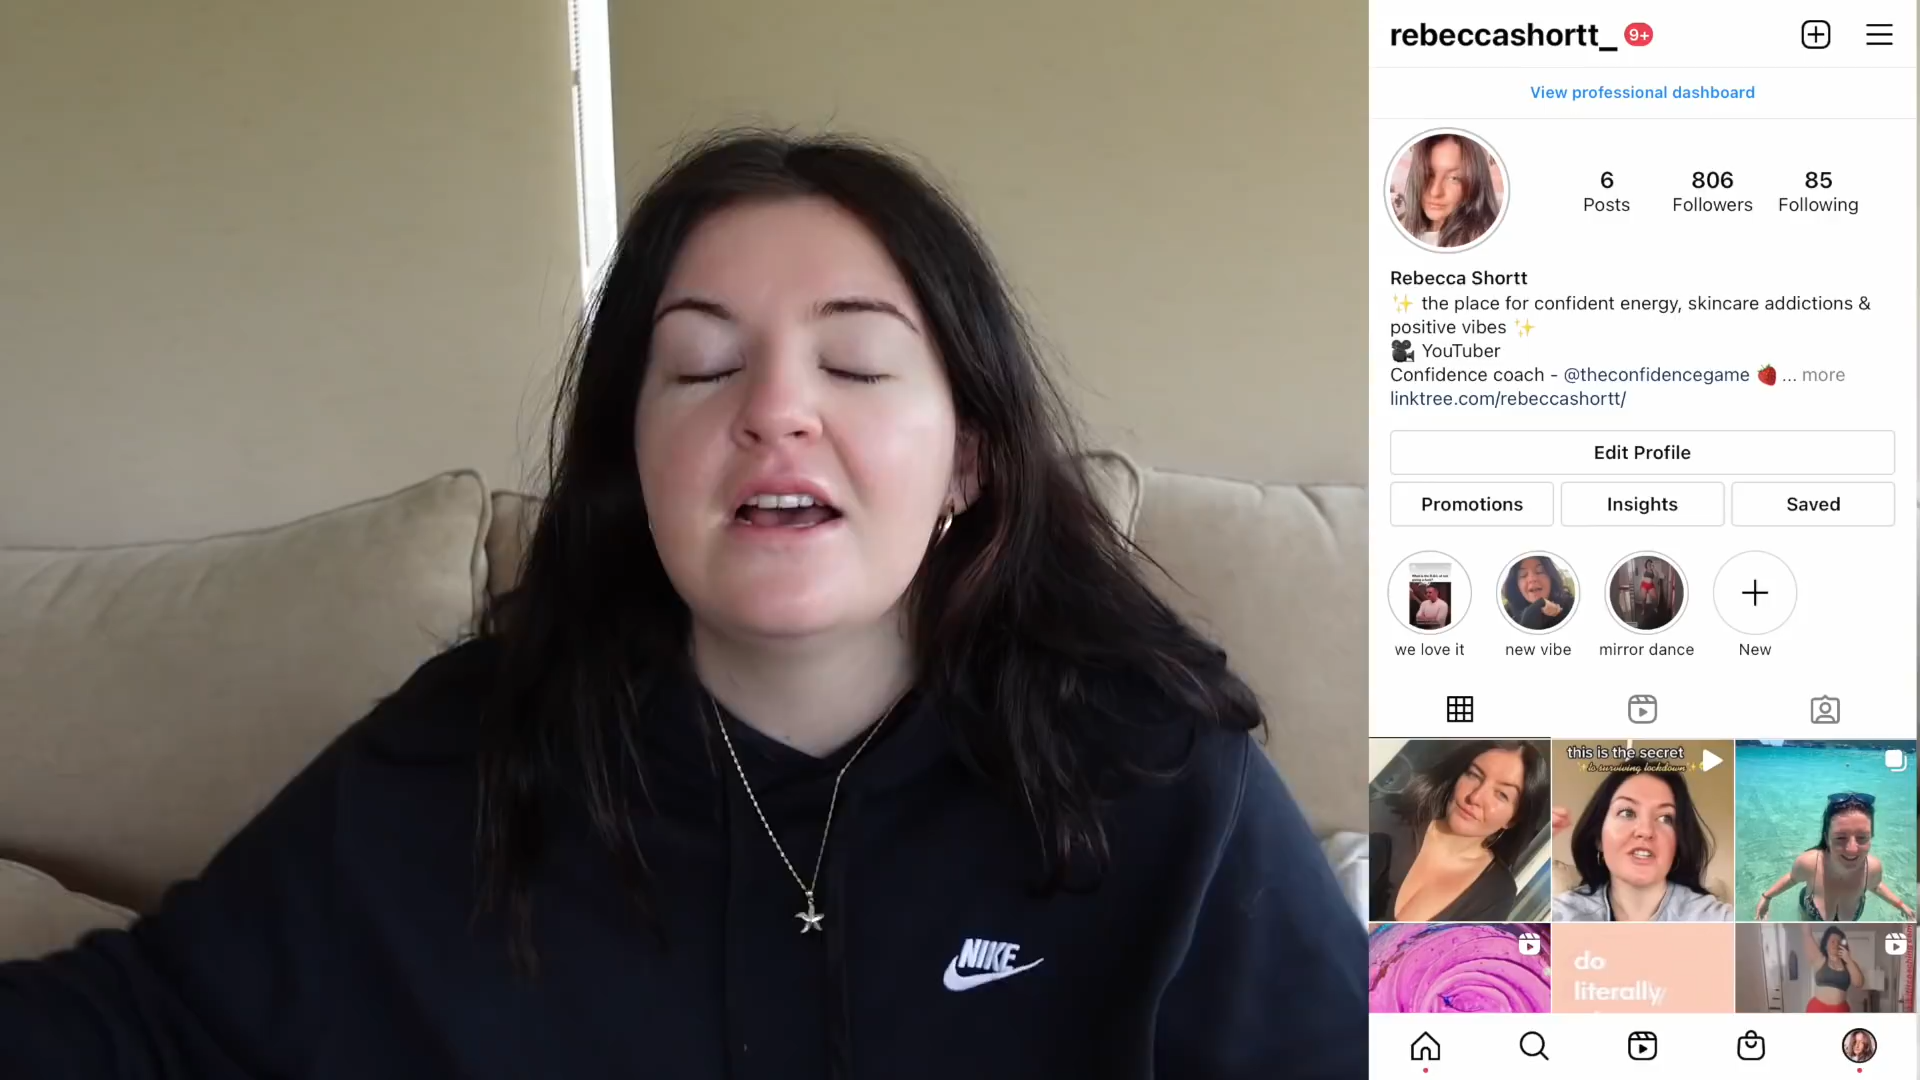 rebeccashortt_ 9+
View professional dashboard
6 806 85
Posts Followers Following
Rebecca Shortt
✨ the place for confident energy, skincare addictions &
positive vibes ✨
🎥 YouTuber
Confidence coach - @theconfidencegame 🍓 ... more
linktree.com/rebeccashortt/
Edit Profile
Promotions Insights Saved
we love it new vibe mirror dance New
this is the secret
✨to surviving lockdown✨
do
literally
NIKE